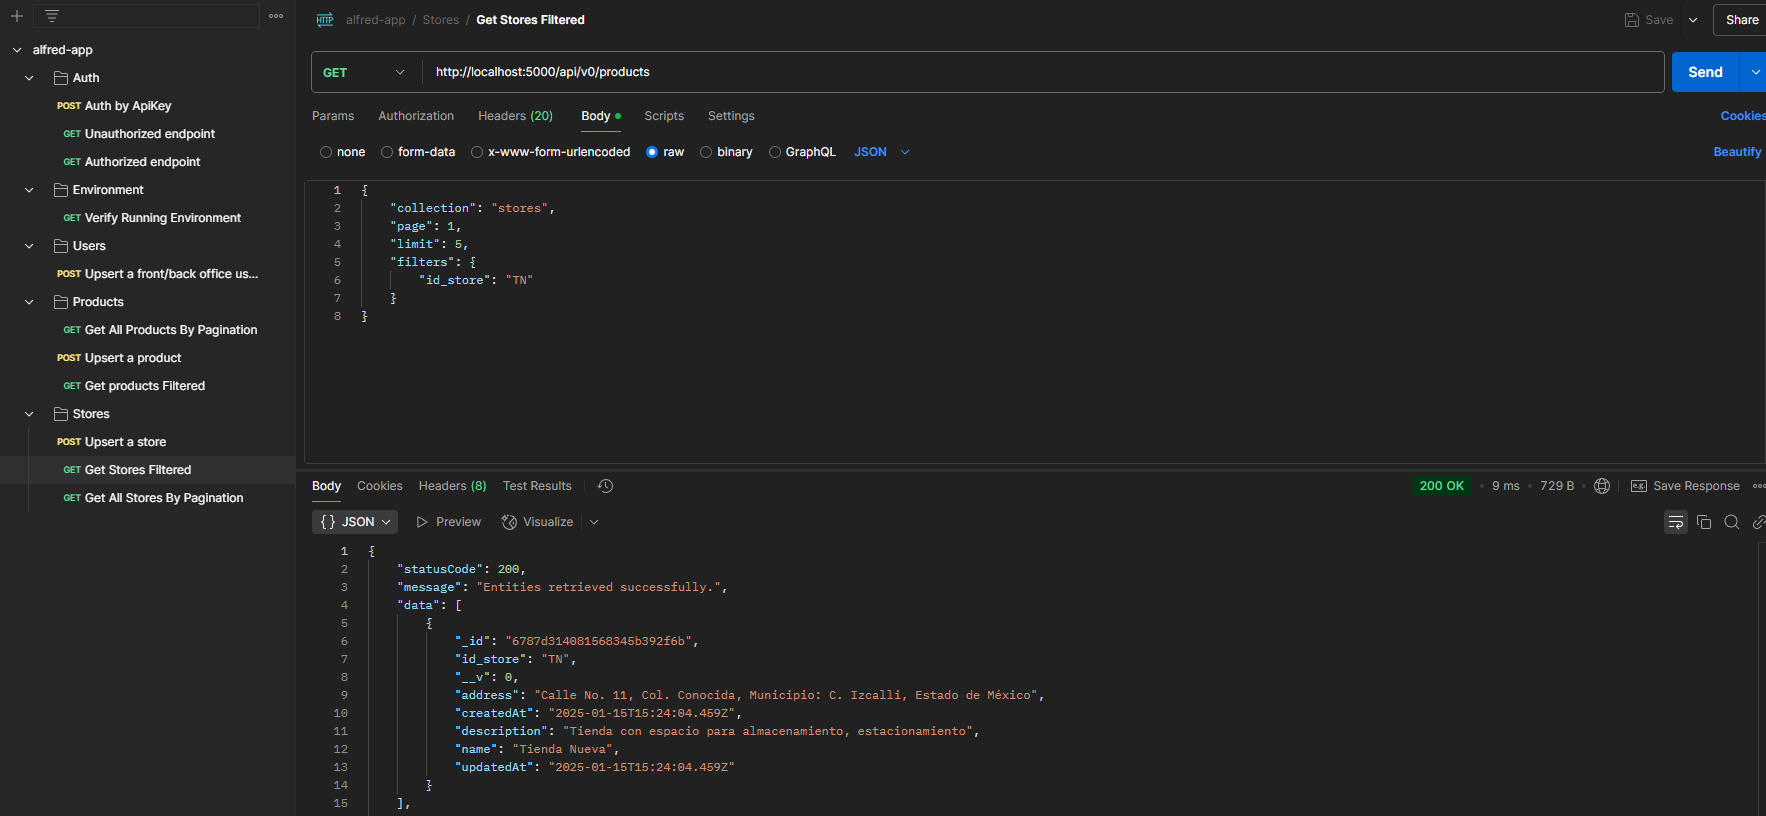 alfred-app
Auth
POST Auth by ApiKey
GET Unauthorized endpoint
GET Authorized endpoint
Environment
GET Verify Running Environment
Users
POST Upsert a front/back office us...
Products
GET Get All Products By Pagination
POST Upsert a product
GET Get products Filtered
Stores
POST Upsert a store
GET Get Stores Filtered
GET Get All Stores By Pagination
HTTP alfred-app / Stores / Get Stores Filtered
Save Share
GET http://localhost:5000/api/v0/products Send
Params Authorization Headers (20) Body Scripts Settings Cookies
none form-data x-www-form-urlencoded raw binary GraphQL JSON Beautify
1 {
2 "collection": "stores",
3 "page": 1,
4 "limit": 5,
5 "filters": {
6 "id_store": "TN"
7 }
8 }
Body Cookies Headers (8) Test Results 200 OK • 9 ms • 729 B • e.g. Save Response
{} JSON Preview Visualize
1 {
2 "statusCode": 200,
3 "message": "Entities retrieved successfully.",
4 "data": [
5 {
6 "_id": "6787d314081568345b392f6b",
7 "id_store": "TN",
8 "__v": 0,
9 "address": "Calle No. 11, Col. Conocida, Municipio: C. Izcalli, Estado de México",
10 "createdAt": "2025-01-15T15:24:04.459Z",
11 "description": "Tienda con espacio para almacenamiento, estacionamiento",
12 "name": "Tienda Nueva",
13 "updatedAt": "2025-01-15T15:24:04.459Z"
14 }
15 ],